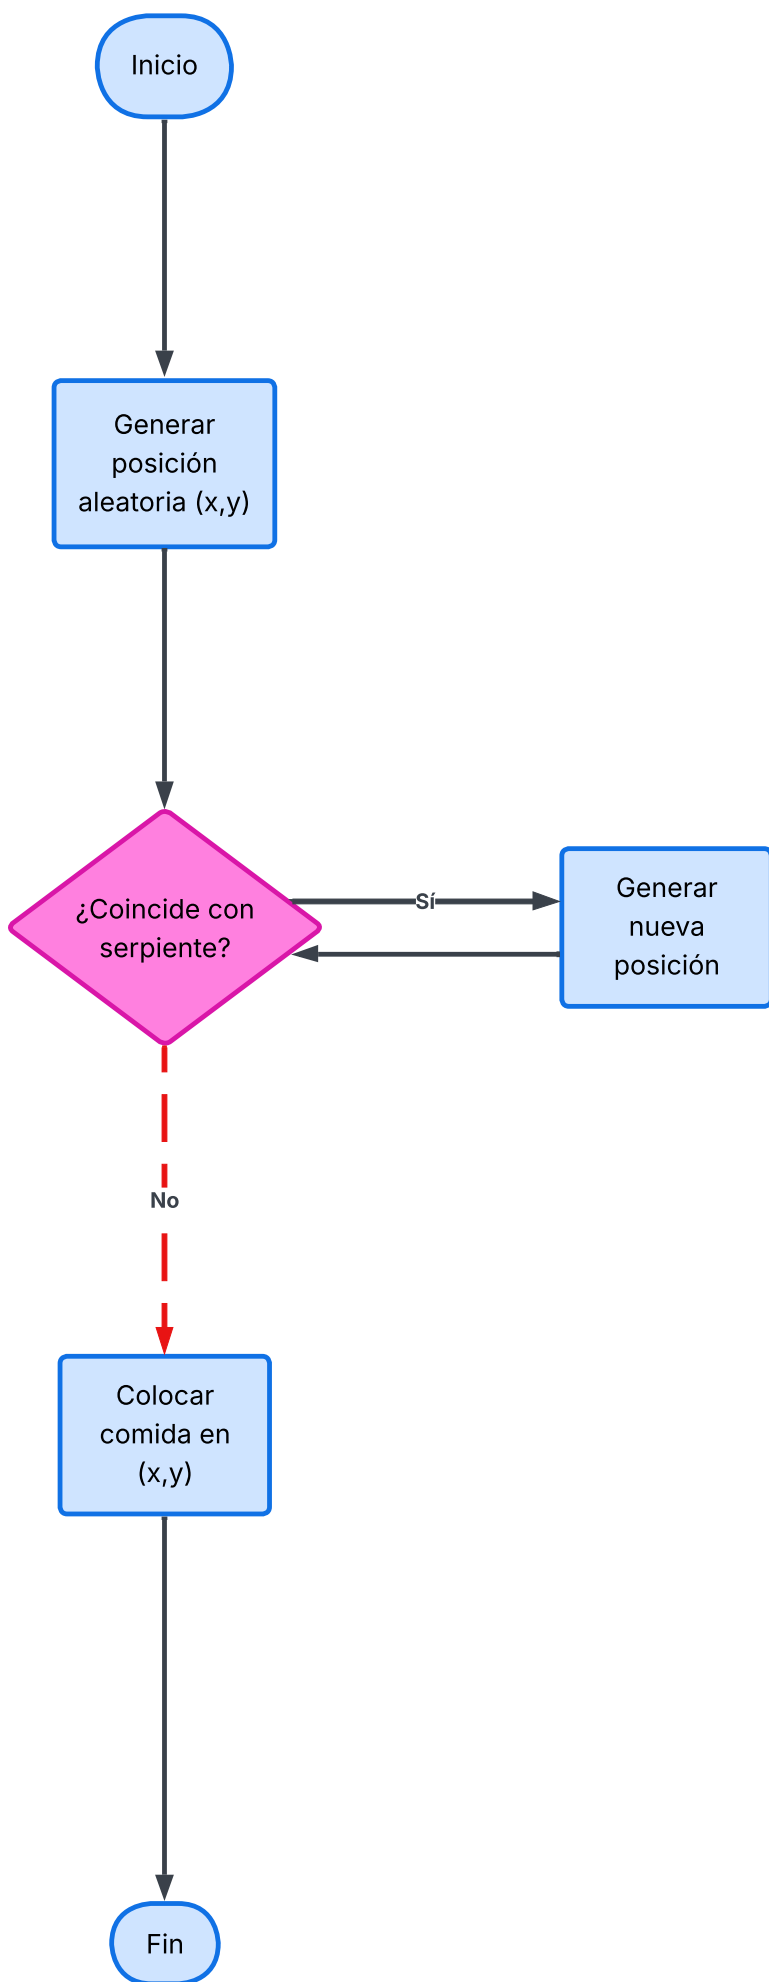 Inicio
Generar
posición
aleatoria (x,y)
¿Coincide con
serpiente?
Sí
Generar
nueva
posición
No
Colocar
comida en
(x,y)
Fin